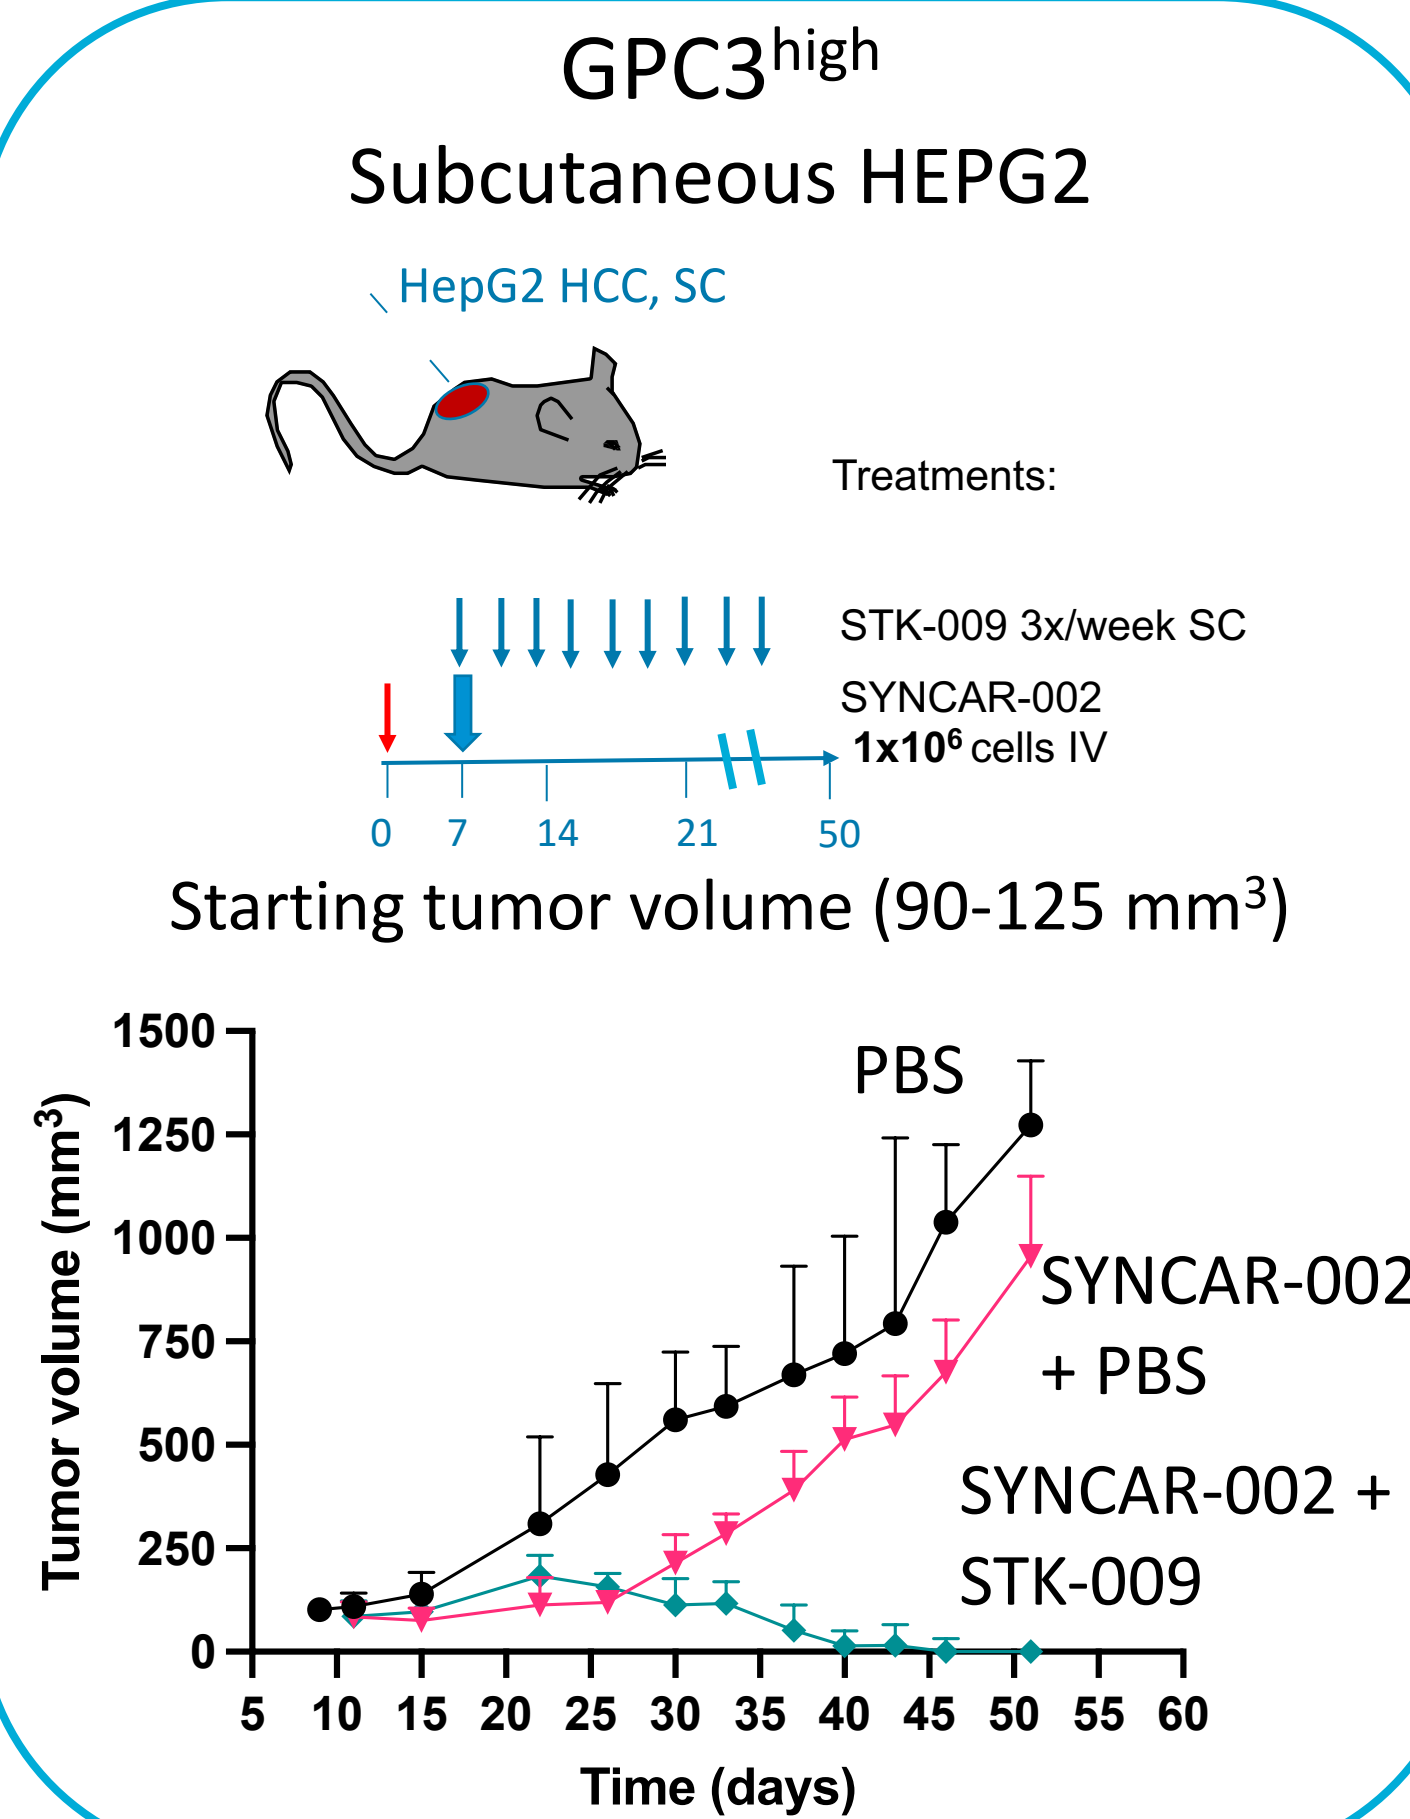 GPC3high
Subcutaneous HEPG2
HepG2 HCC, SC
Treatments:
STK-009 3x/week SC
SYNCAR-002
1x10⁶ cells IV
0 7 14 21 50
Starting tumor volume (90-125 mm³)
Tumor volume (mm³)
1500
1250
1000
750
500
250
0
PBS
SYNCAR-002
+ PBS
SYNCAR-002 +
STK-009
5 10 15 20 25 30 35 40 45 50 55 60
Time (days)